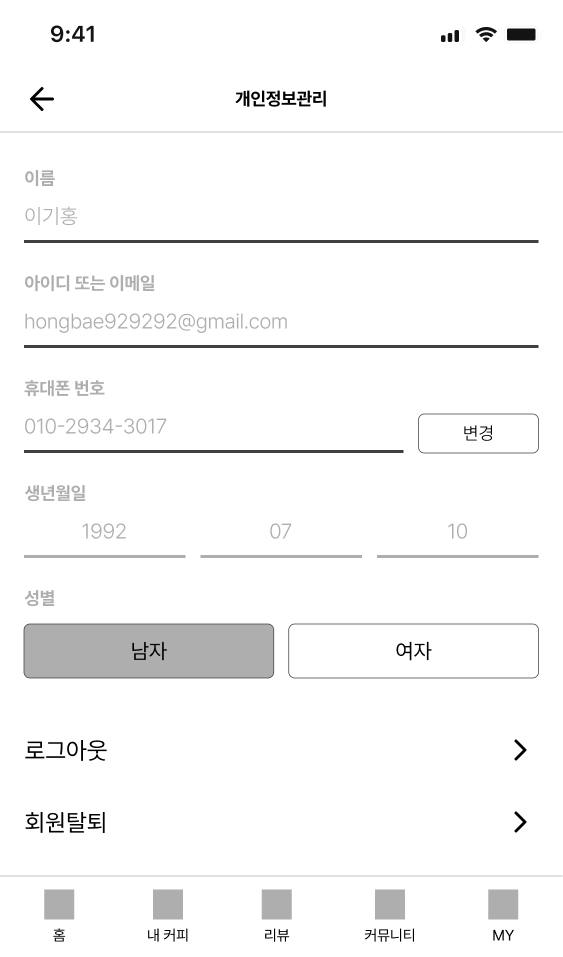 9:41
개인정보관리
이름
이기홍
아이디 또는 이메일
hongbae929292@gmail.com
휴대폰 번호
010-2934-3017
변경
생년월일
1992 07 10
성별
남자 여자
로그아웃
회원탈퇴
홈 내 커피 리뷰 커뮤니티 MY